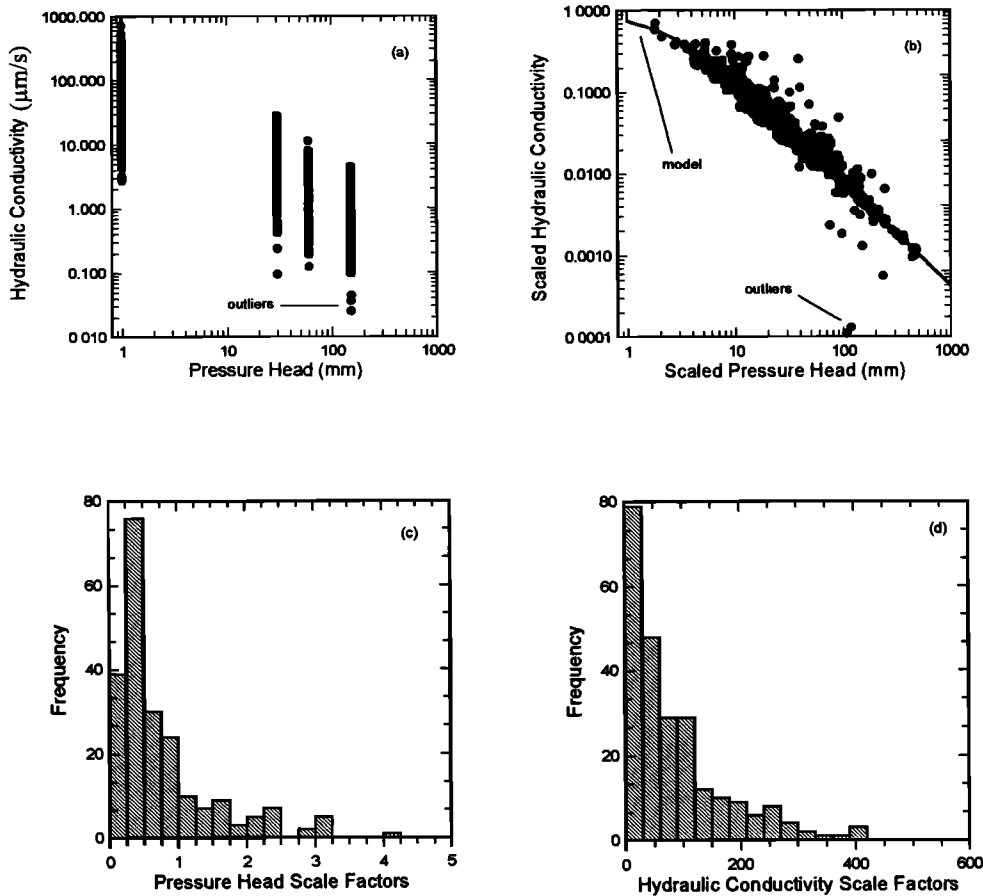 Hydraulic Conductivity (μm/s)
1000.000
100.000
10.000
1.000
0.100
0 010
(a)
outliers
1
10
100
1000
Pressure Head (mm)
Scaled Hydraulic Conductivity
1 0000
0.1000
0.0100
0.0010
0 0001
(b)
model
outliers
1
10
100
1000
Scaled Pressure Head (mm)
Frequency
80
60
40
20
0
(c)
0
1
2
3
4
5
Pressure Head Scale Factors
Frequency
80
60
40
20
0
(d)
0
200
400
600
Hydraulic Conductivity Scale Factors